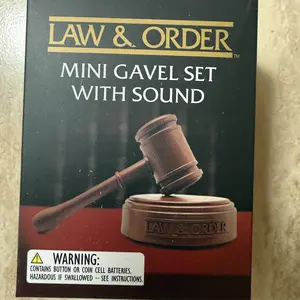 LAW & ORDER™
MINI GAVEL SET
WITH SOUND
LAW & ORDER
WARNING:
CONTAINS BUTTON OR COIN CELL BATTERIES.
HAZARDOUS IF SWALLOWED – SEE INSTRUCTIONS.